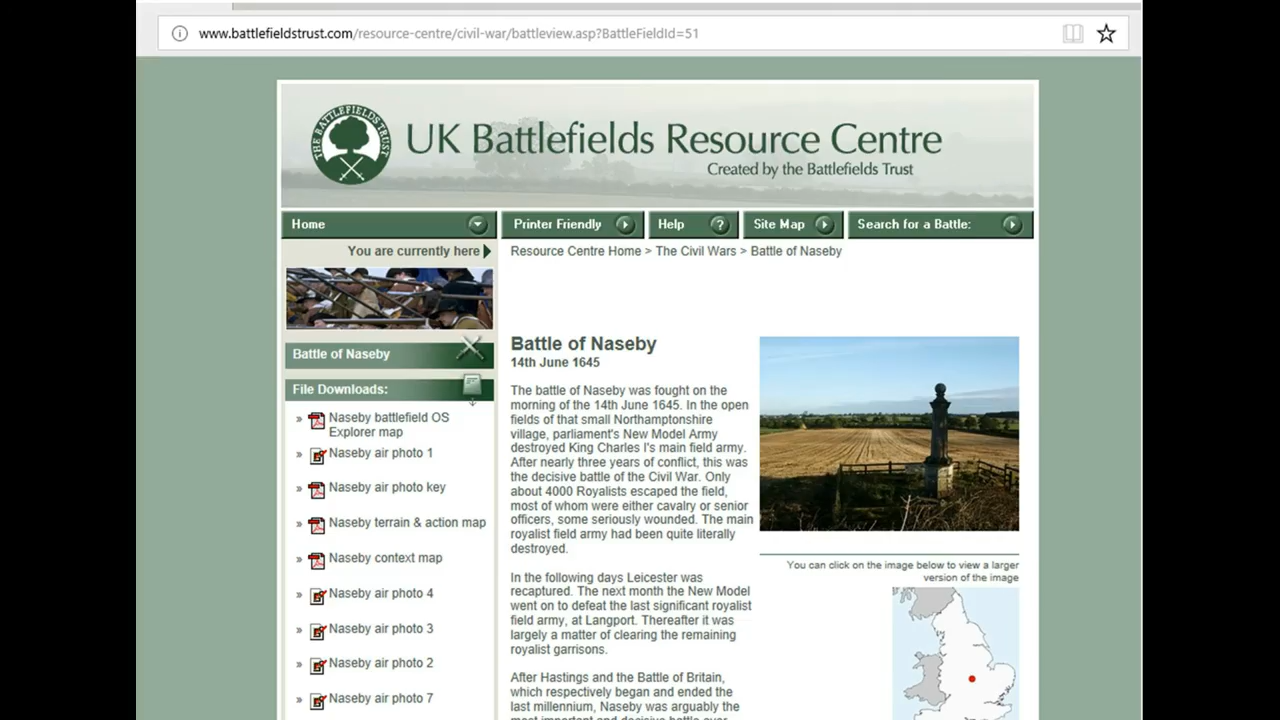 www.battlefieldstrust.com/resource-centre/civil-war/battleview.asp?BattleFieldId=51
THE BATTLEFIELDS TRUST
UK Battlefields Resource Centre
Created by the Battlefields Trust
Home
Printer Friendly
Help
?
Site Map
Search for a Battle:
You are currently here
Resource Centre Home > The Civil Wars > Battle of Naseby
Battle of Naseby
File Downloads:
» Naseby battlefield OS
Explorer map
» Naseby air photo 1
» Naseby air photo key
» Naseby terrain & action map
» Naseby context map
» Naseby air photo 4
» Naseby air photo 3
» Naseby air photo 2
» Naseby air photo 7
Battle of Naseby
14th June 1645
The battle of Naseby was fought on the
morning of the 14th June 1645. In the open
fields of that small Northamptonshire
village, parliament's New Model Army
destroyed King Charles I's main field army.
After nearly three years of conflict, this was
the decisive battle of the Civil War. Only
about 4000 Royalists escaped the field,
most of whom were either cavalry or senior
officers, some seriously wounded. The main
royalist field army had been quite literally
destroyed.
In the following days Leicester was
recaptured. The next month the New Model
went on to defeat the last significant royalist
field army, at Langport. Thereafter it was
largely a matter of clearing the remaining
royalist garrisons.
After Hastings and the Battle of Britain,
which respectively began and ended the
last millennium, Naseby was arguably the
most important and decisive battle ever
You can click on the image below to view a larger
version of the image